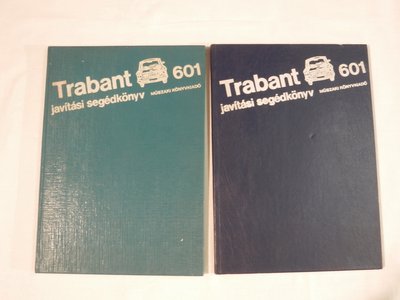 Trabant 601
javítási segédkönyv MŰSZAKI KÖNYVKIADÓ
Trabant 601
javítási segédkönyv MŰSZAKI KÖNYVKIADÓ